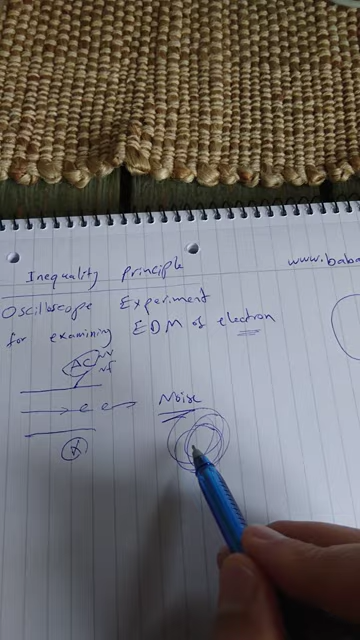 Inequality Principle
www.baba
Oscilloscope Experiment
for examining EDM of electron
AC
e e
Noise